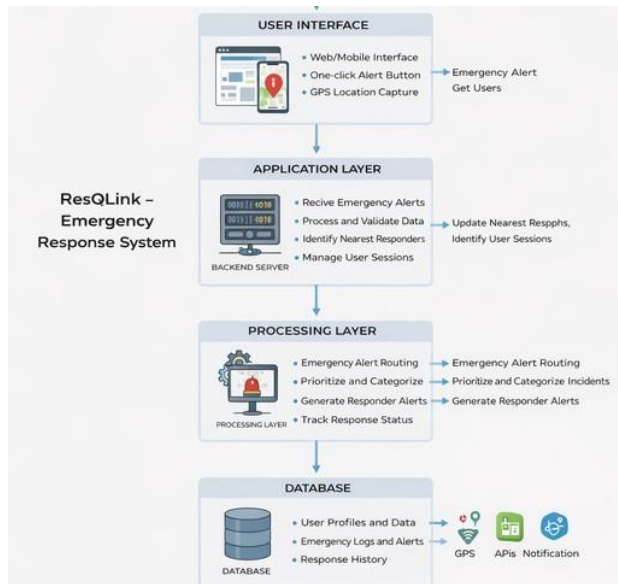 USER INTERFACE
• Web/Mobile Interface
• One-click Alert Button
• GPS Location Capture
Emergency Alert
Get Users
APPLICATION LAYER
ResQLink –
Emergency
Response System
• Recive Emergency Alerts
• Process and Validate Data
• Identify Nearest Responders
• Manage User Sessions
BACKEND SERVER
Update Nearest Respphs,
Identify User Sessions
PROCESSING LAYER
• Emergency Alert Routing
• Prioritize and Categorize
• Generate Responder Alerts
• Track Response Status
PROCESSING LAYER
Emergency Alert Routing
Prioritize and Categorize Incidents
Generate Responder Alerts
DATABASE
• User Profiles and Data
• Emergency Logs and Alerts
• Response History
DATABASE
GPS
APis
Notification